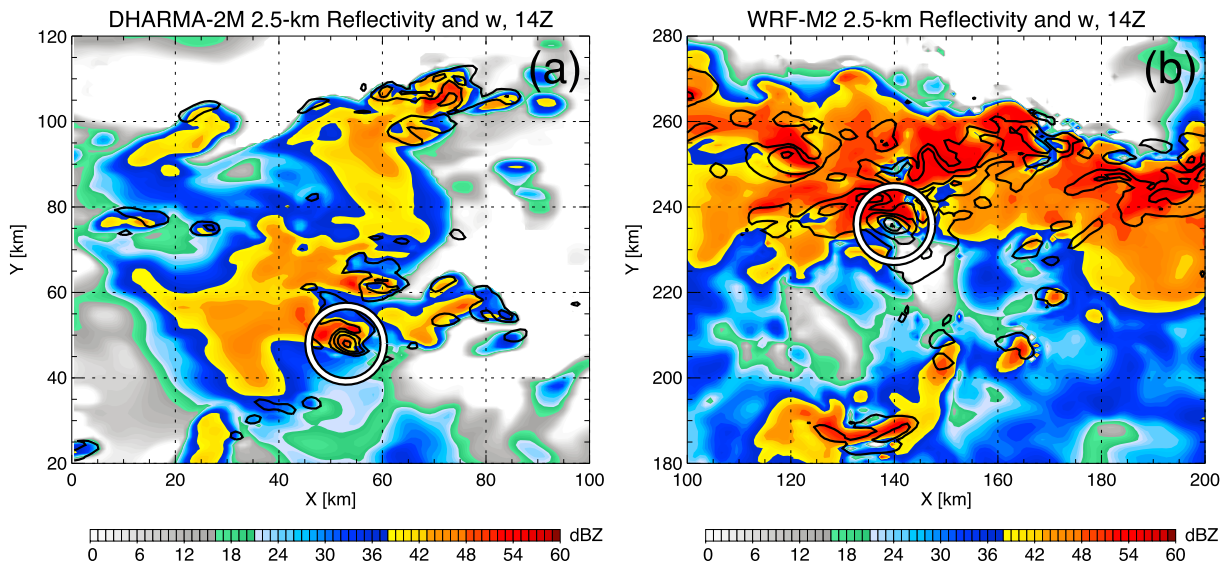 DHARMA-2M 2.5-km Reflectivity and w, 14Z
(a)
Y [km]
120
100
80
60
40
20
0 20 40 60 80 100
X [km]
0 6 12 18 24 30 36 42 48 54 60 dBZ
WRF-M2 2.5-km Reflectivity and w, 14Z
(b)
Y [km]
280
260
240
220
200
180
100 120 140 160 180 200
X [km]
0 6 12 18 24 30 36 42 48 54 60 dBZ